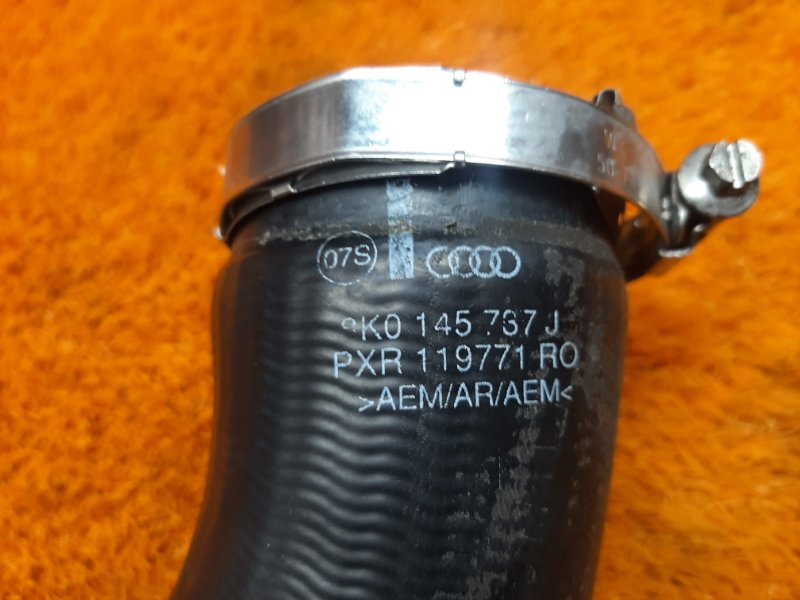 07S
8K0 145 737 J
PXR 119771 RO
>AEM/AR/AEM<